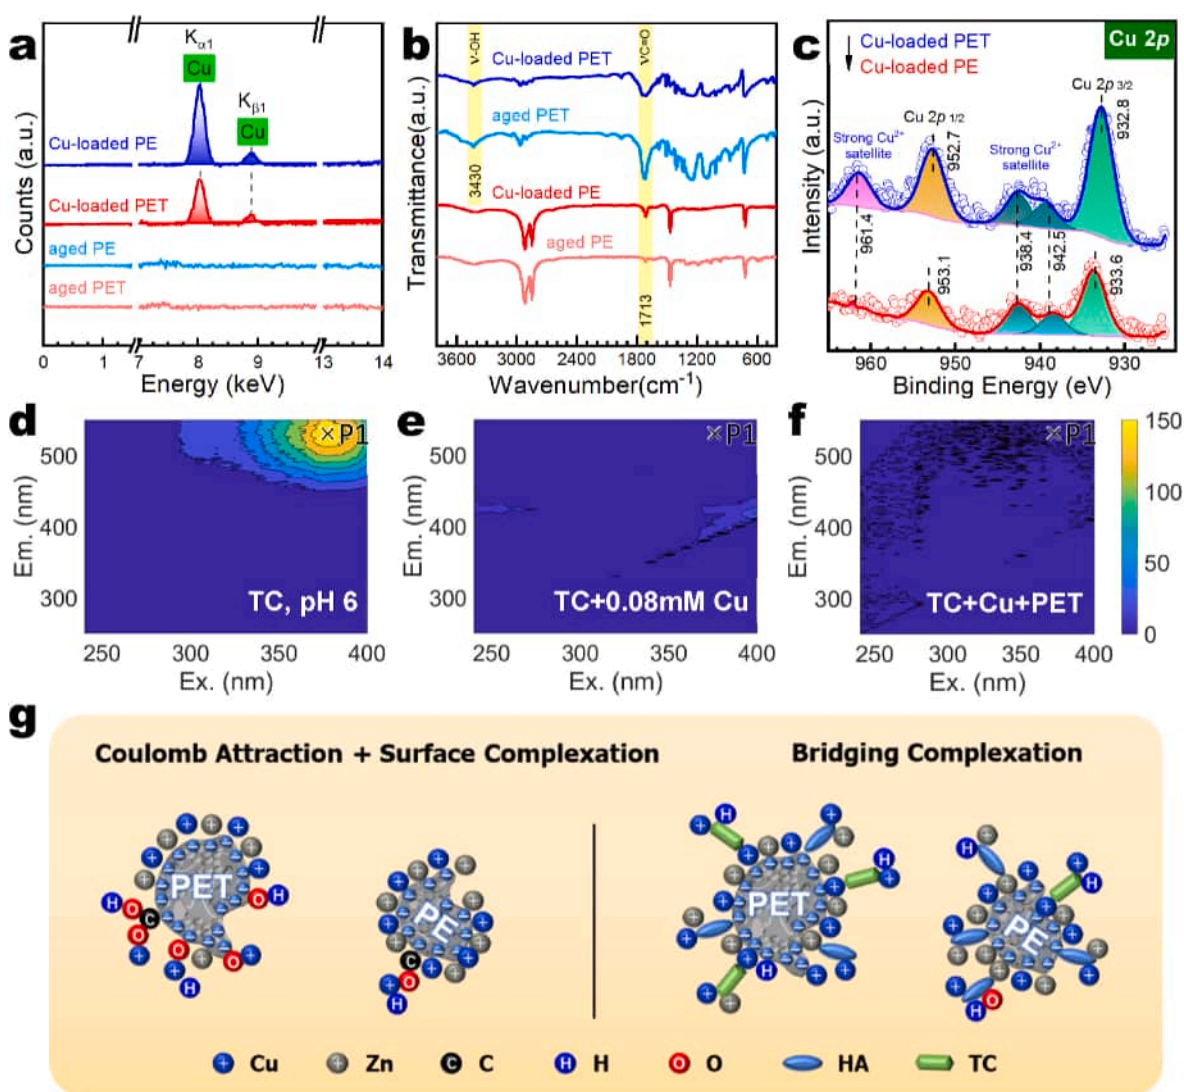 a
Kα1
Cu
Kβ1
Cu
Cu-loaded PE
Cu-loaded PET
aged PE
aged PET
Counts (a.u.)
0 1 7 8 9 13 14
Energy (keV)
b
ν-OH
νC=O
Cu-loaded PET
aged PET
3430
Cu-loaded PE
aged PE
1713
Transmittance(a.u.)
3600 3000 2400 1800 1200 600
Wavenumber(cm-1)
c
Cu-loaded PET
Cu-loaded PE
Cu 2p
Cu 2p 3/2
932.8
Cu 2p 1/2
952.7
Strong Cu2+
satellite
Strong Cu2+
satellite
961.4
938.4
942.5
953.1
933.6
Intensity (a.u.)
960 950 940 930
Binding Energy (eV)
d
×P1
500
400
300
Em. (nm)
TC, pH 6
250 300 350 400
Ex. (nm)
e
×P1
500
400
300
Em. (nm)
TC+0.08mM Cu
250 300 350 400
Ex. (nm)
f
×P1
500
400
300
Em. (nm)
TC+Cu+PET
250 300 350 400
Ex. (nm)
150
100
50
0
g
Coulomb Attraction + Surface Complexation
Bridging Complexation
PET
H
O
C
O
O
H
O
O
H
PE
C
O
H
PET
H
H
H
PE
H
H
O
H
Cu
Zn
C C
H H
O O
HA
TC